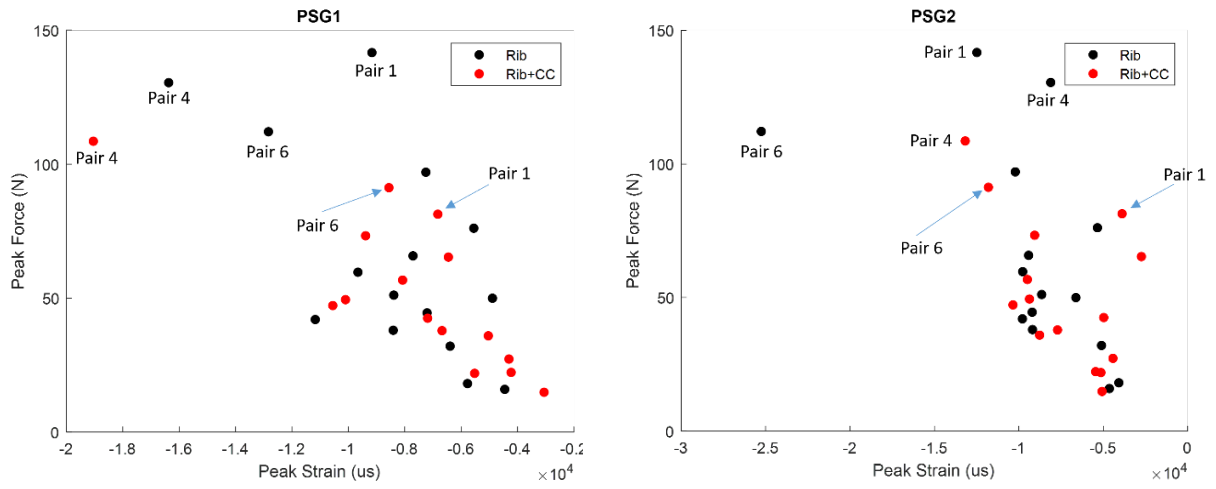 PSG1
150
100
50
0
Peak Force (N)
Rib
Rib+CC
Pair 1
Pair 4
Pair 4
Pair 6
Pair 1
Pair 6
-2 -1.8 -1.6 -1.4 -1.2 -1 -0.8 -0.6 -0.4 -0.2
Peak Strain (us)
×10⁴
PSG2
150
100
50
0
Peak Force (N)
Rib
Rib+CC
Pair 1
Pair 4
Pair 6
Pair 4
Pair 1
Pair 6
-3 -25 -2 -1.5 -1 -0.5 0
Peak Strain (us)
×10⁴